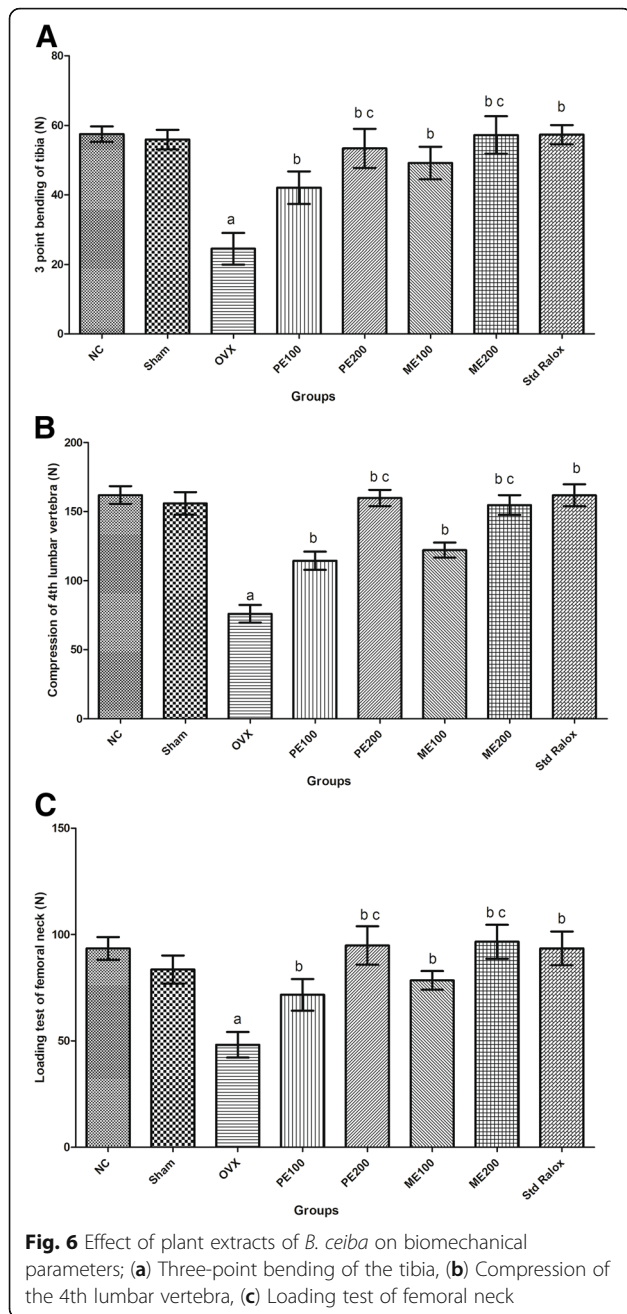 A
80
60
40
20
0
3 point bending of tibia (N)
a
b
b c
b
b c
b
NC Sham OVX PE100 PE200 ME100 ME200 Std Ralox
Groups
B
200
150
100
50
0
Compression of 4th lumbar vertebra (N)
a
b
b c
b
b c
b
NC Sham OVX PE100 PE200 ME100 ME200 Std Ralox
Groups
C
150
100
50
0
Loading test of femoral neck (N)
a
b
b c
b
b c
b
NC Sham OVX PE100 PE200 ME100 ME200 Std Ralox
Groups
Fig. 6 Effect of plant extracts of B. ceiba on biomechanical
parameters; (a) Three-point bending of the tibia, (b) Compression of
the 4th lumbar vertebra, (c) Loading test of femoral neck